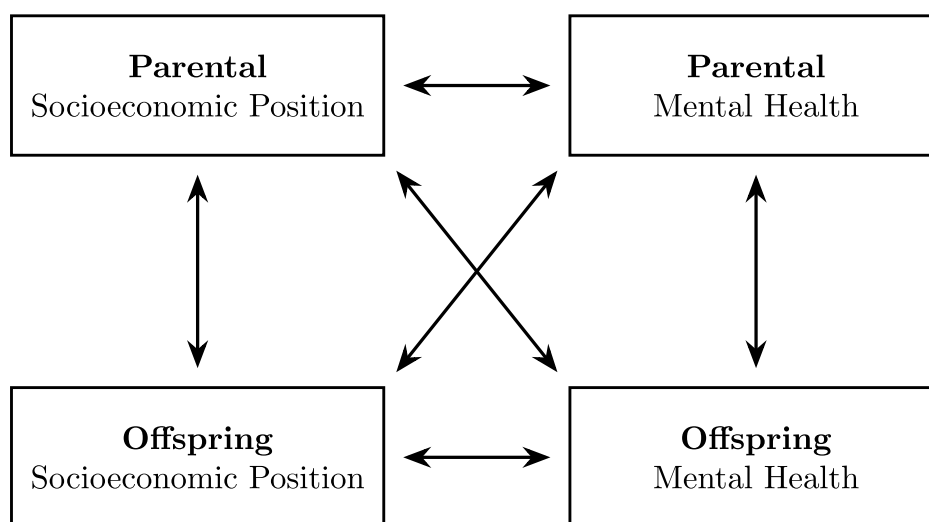 Parental
Socioeconomic Position
Parental
Mental Health
Offspring
Socioeconomic Position
Offspring
Mental Health